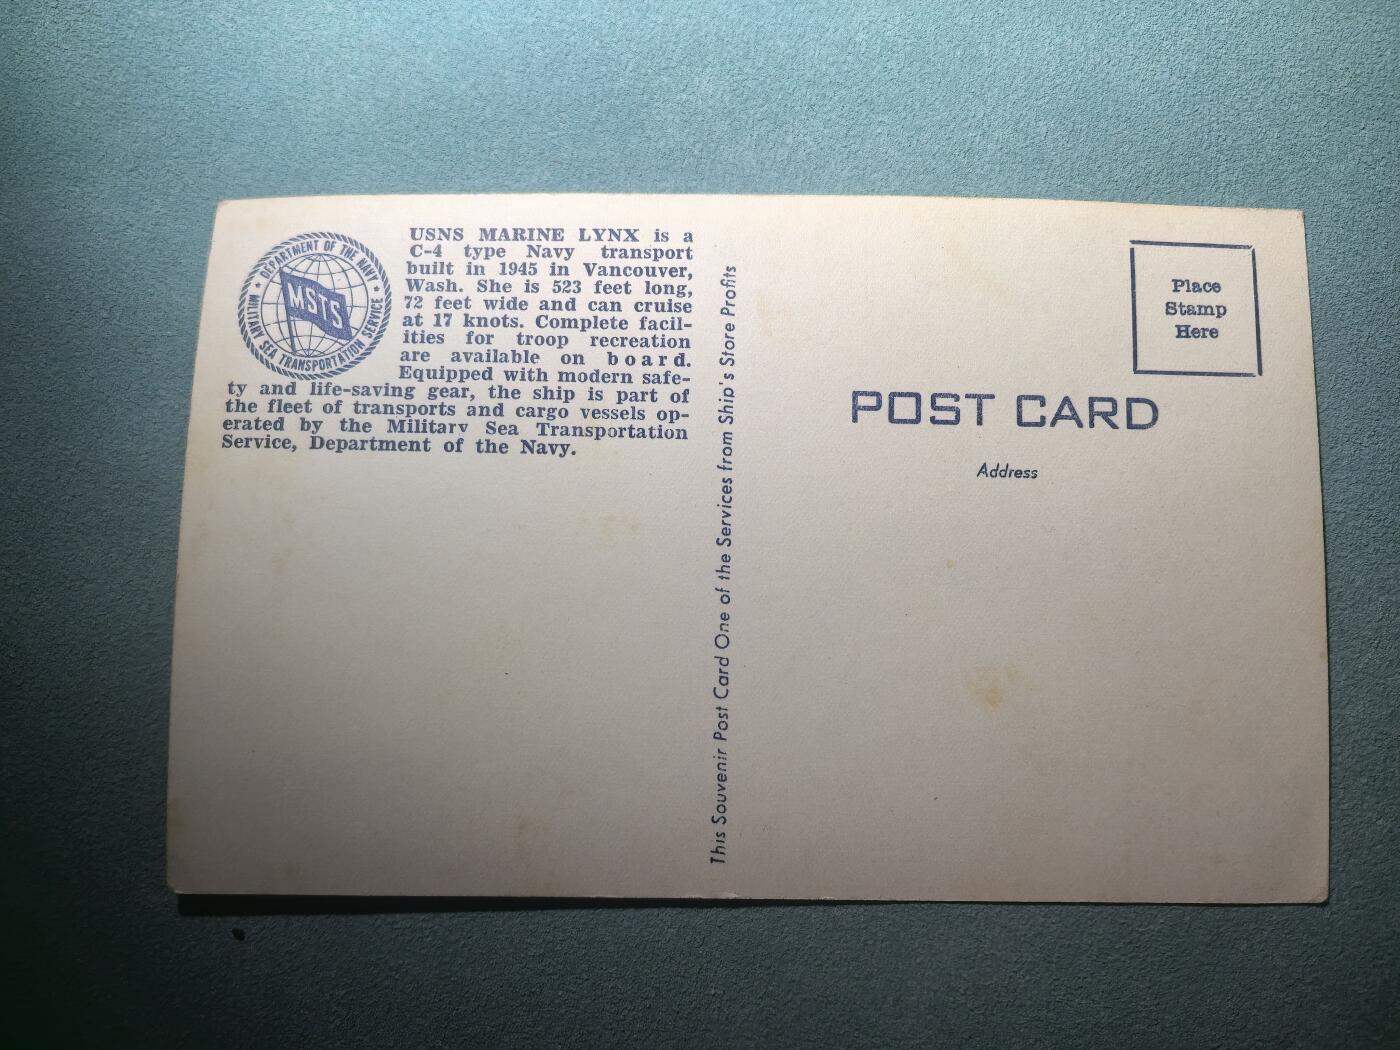 ★ DEPARTMENT OF THE NAVY ★
MILITARY SEA TRANSPORTATION SERVICE
MSTS
USNS MARINE LYNX is a
C-4 type Navy transport
built in 1945 in Vancouver,
Wash. She is 523 feet long,
72 feet wide and can cruise
at 17 knots. Complete facil-
ities for troop recreation
are available on board.
Equipped with modern safe-
ty and life-saving gear, the ship is part of
the fleet of transports and cargo vessels op-
erated by the Military Sea Transportation
Service, Department of the Navy.
This Souvenir Post Card One of the Services from Ship's Store Profits
Place
Stamp
Here
POST CARD
Address